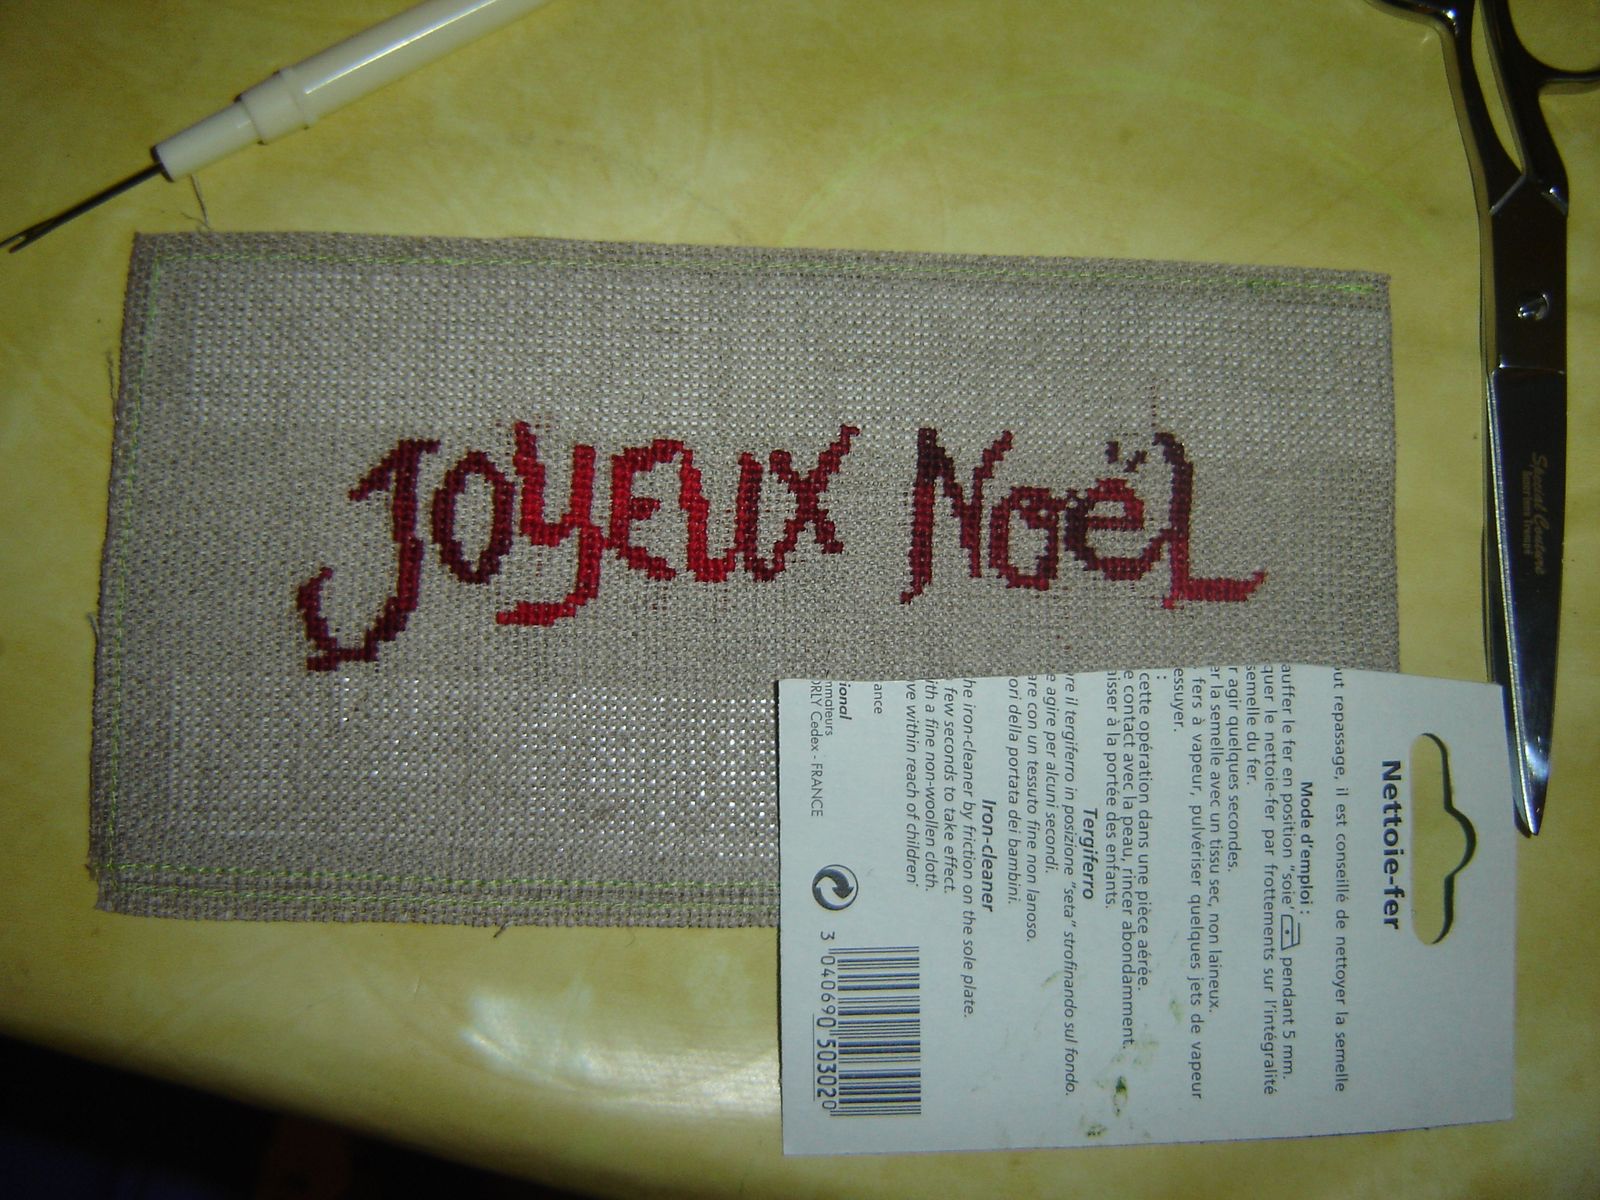 JOYEUX NOËL
Nettoie-fer
out repassage, il est conseillé de nettoyer la semelle
Mode d'emploi :
auffer le fer en position "soie" pendant 5 mm.
quer le nettoie-fer par frottements sur l'intégralité
semelle du fer.
r agir quelques secondes.
er la semelle avec un tissu sec, non laineux.
fers à vapeur, pulvériser quelques jets de vapeur
essuyer.
:
cette opération dans une pièce aérée.
e contact avec la peau, rincer abondamment.
aisser à la portée des enfants.
Tergiferro
re il tergiferro, in posizione "seta" strofinando sul fondo.
e agire per alcuni secondi.
are con un tessuto fine non lanoso.
ori della portata dei bambini.
Iron-cleaner
he iron-cleaner by friction on the sole plate.
few seconds to take effect.
ith a fine non-woollen cloth.
ve within reach of children
ance
ional
mmateurs
ORLY Cedex - FRANCE
3 040690 503020